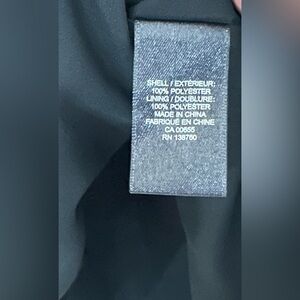 SHELL / EXTÉRIEUR:
100% POLYESTER
LINING / DOUBLURE:
100% POLYESTER
MADE IN CHINA
FABRIQUÉ EN CHINE
CA 00655
RN 138760